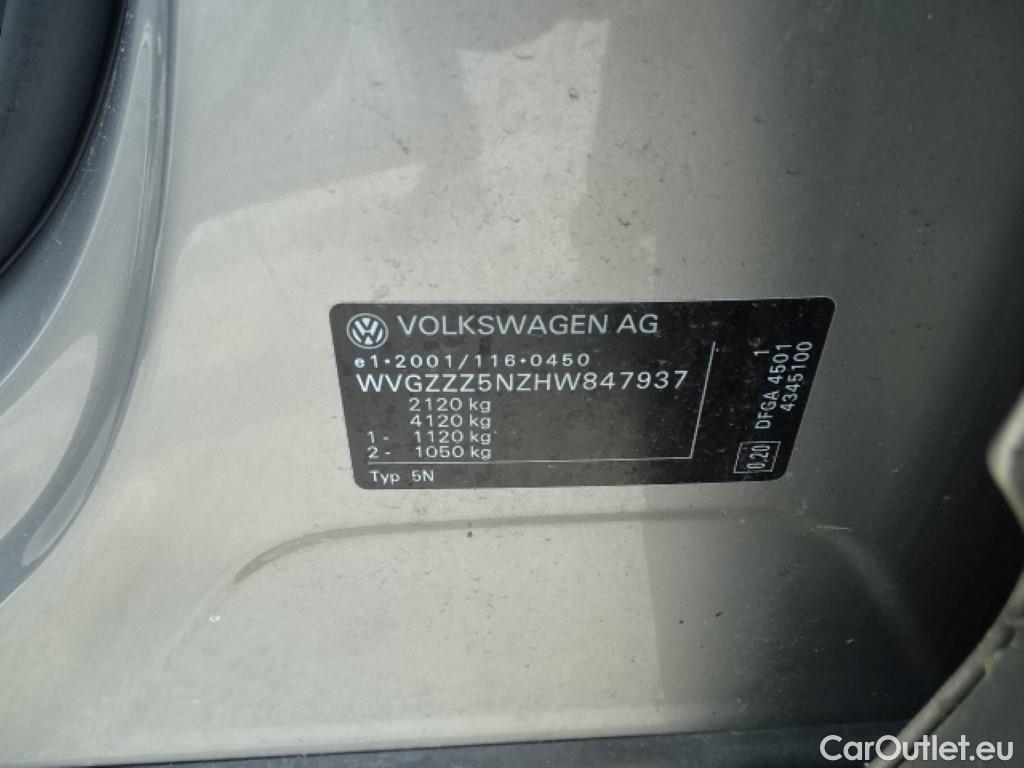 VOLKSWAGEN AG
e1•2001/116•0450
WVGZZZ5NZHW847937
2120 kg
4120 kg
1 - 1120 kg
2 - 1050 kg
Typ 5N
1
DFGA 4501
4345100
0,20
CarOutlet.eu